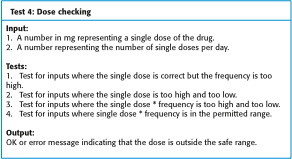 Test 4: Dose checking
Input:
1. A number in mg representing a single dose of the drug.
2. A number representing the number of single doses per day.
Tests:
1. Test for inputs where the single dose is correct but the frequency is too
high.
2. Test for inputs where the single dose is too high and too low.
3. Test for inputs where the single dose * frequency is too high and too low.
4. Test for inputs where single dose * frequency is in the permitted range.
Output:
OK or error message indicating that the dose is outside the safe range.